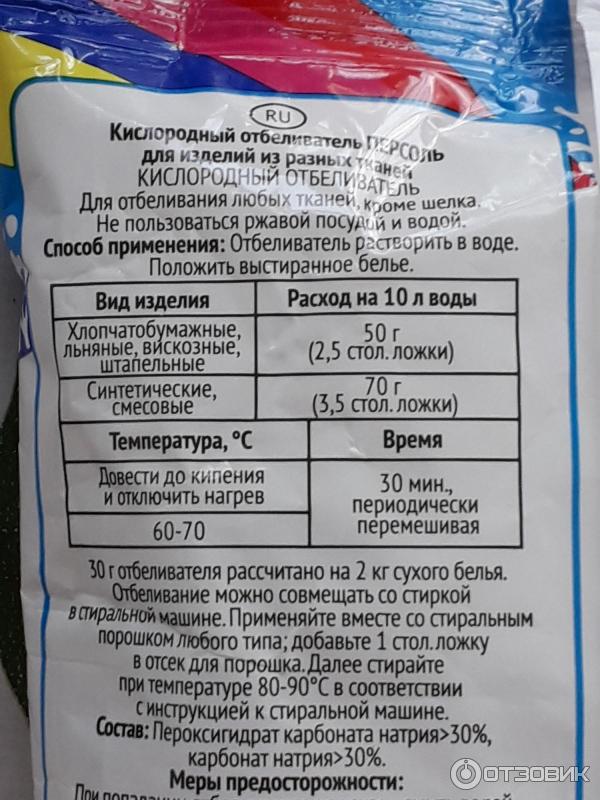 RU
Кислородный отбеливатель ПЕРСОЛЬ
для изделий из разных тканей
КИСЛОРОДНЫЙ ОТБЕЛИВАТЕЛЬ
Для отбеливания любых тканей, кроме шелка.
Не пользоваться ржавой посудой и водой.
Способ применения: Отбеливатель растворить в воде.
Положить выстиранное белье.
Вид изделия Расход на 10 л воды
Хлопчатобумажные,
льняные, вискозные,
штапельные
50 г
(2,5 стол. ложки)
Синтетические,
смесовые
70 г
(3,5 стол. ложки)
Температура, °C Время
Довести до кипения
и отключить нагрев
60-70
30 мин.,
периодически
перемешивая
30 г отбеливателя рассчитано на 2 кг сухого белья.
Отбеливание можно совмещать со стиркой
в стиральной машине. Применяйте вместе со стиральным
порошком любого типа; добавьте 1 стол. ложку
в отсек для порошка. Далее стирайте
при температуре 80-90°С в соответствии
с инструкцией к стиральной машине.
Состав: Пероксигидрат карбоната натрия>30%,
карбонат натрия>30%.
Меры предосторожности:
При попадании
ОТЗОВИК